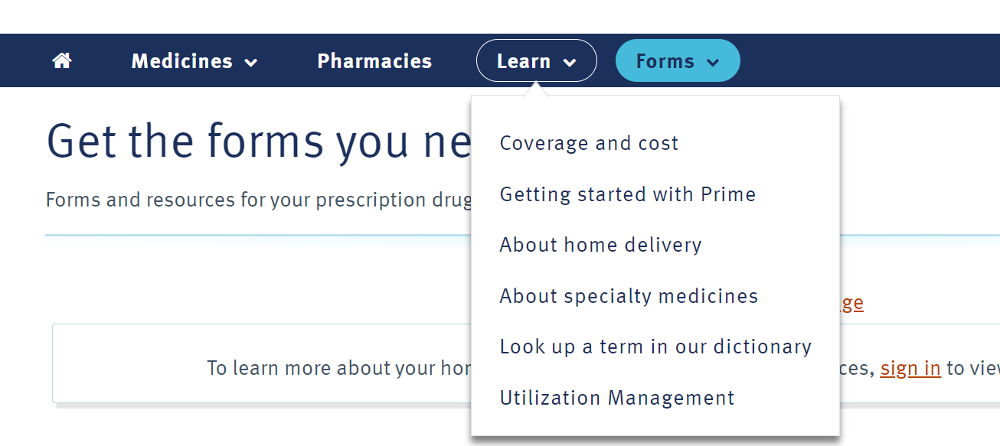 Medicines
Pharmacies
Learn
Forms
Get the forms you ne
Forms and resources for your prescription drug
Coverage and cost
Getting started with Prime
About home delivery
About specialty medicines
Look up a term in our dictionary
Utilization Management
ge
To learn more about your hor ces, sign in to view